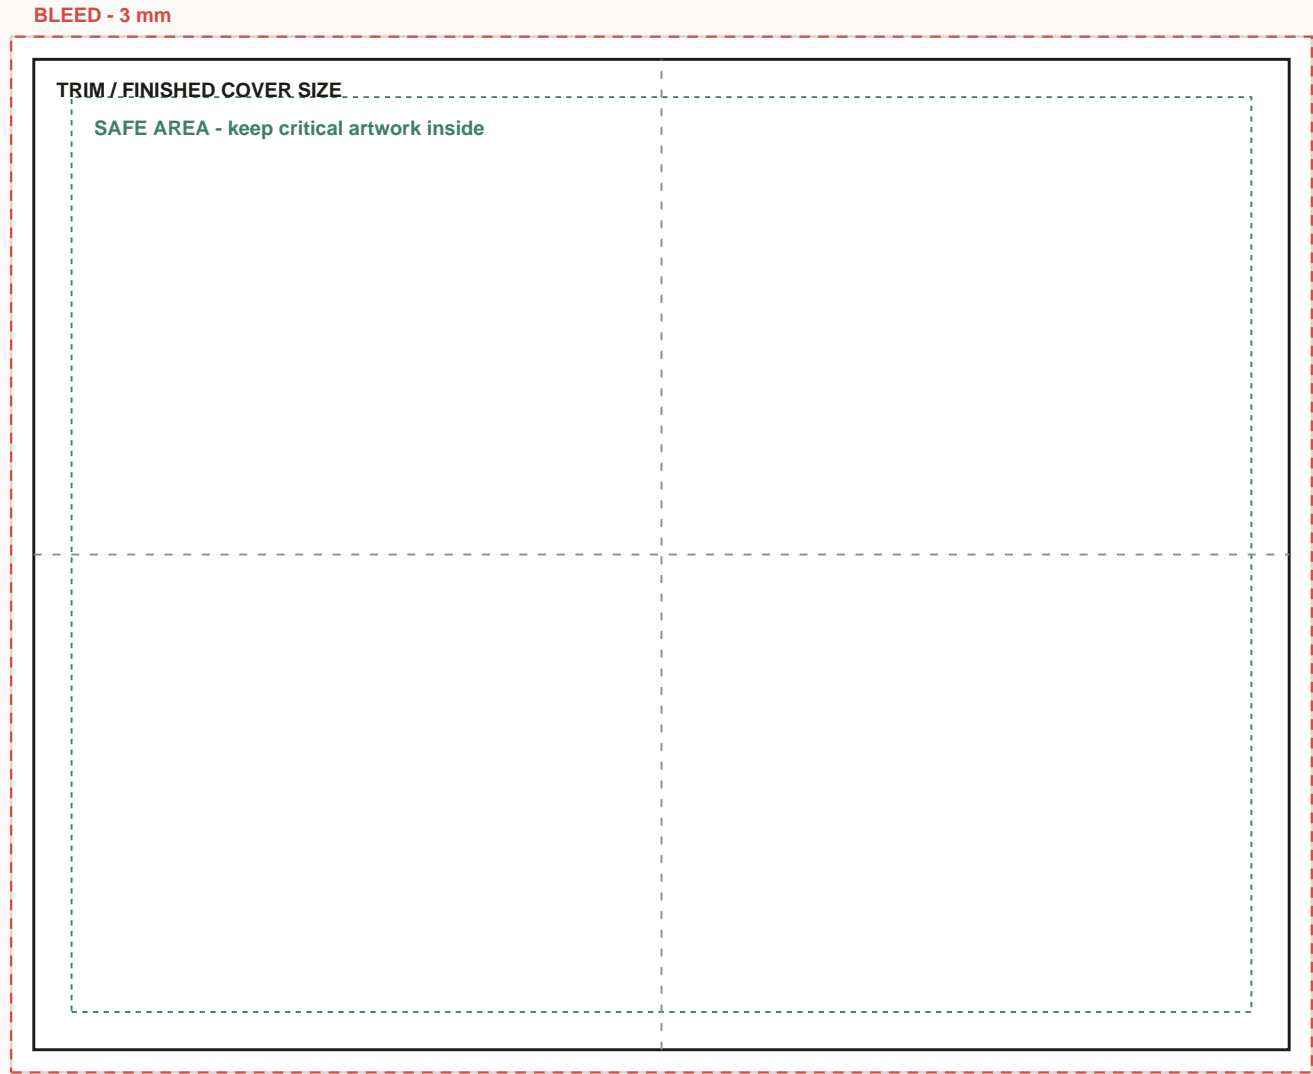 BLEED - 3 mm
TRIM / FINISHED COVER SIZE
SAFE AREA - keep critical artwork inside